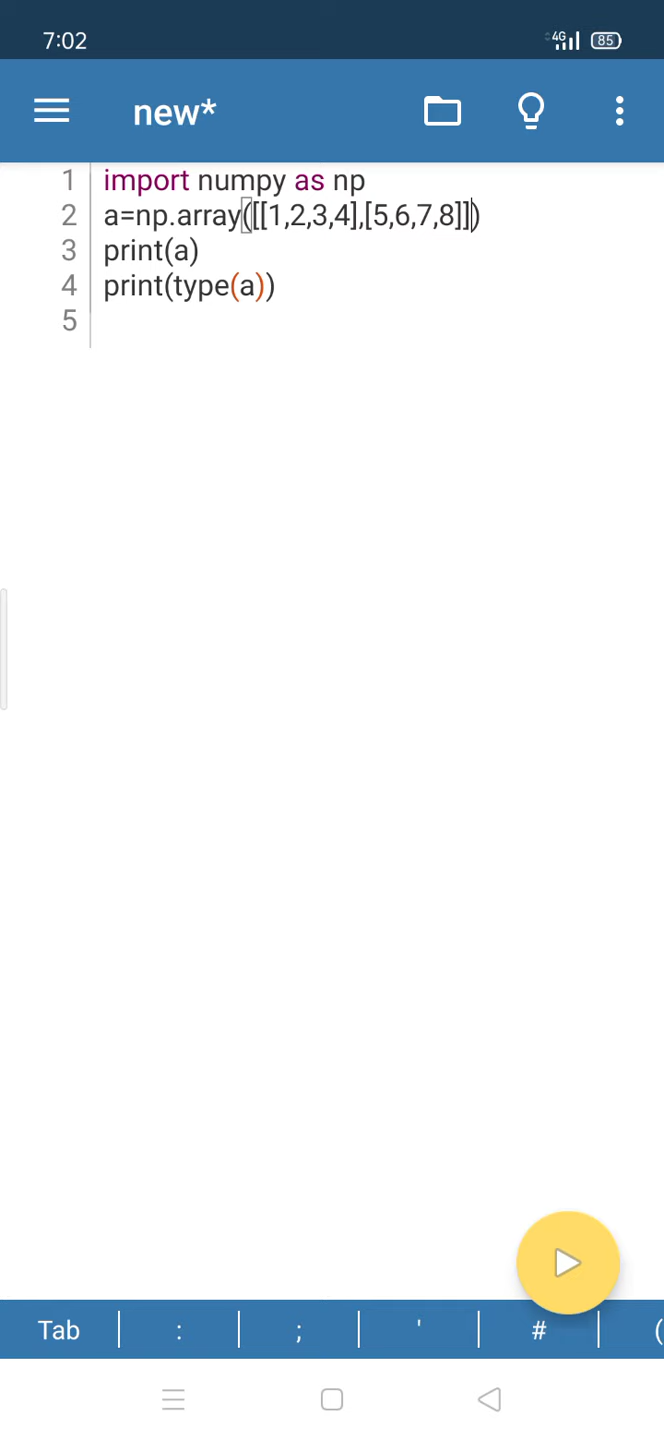 7:02 4G 85
new*
1 import numpy as np
2 a=np.array([[1,2,3,4],[5,6,7,8]])
3 print(a)
4 print(type(a))
5
Tab : ; ' # (